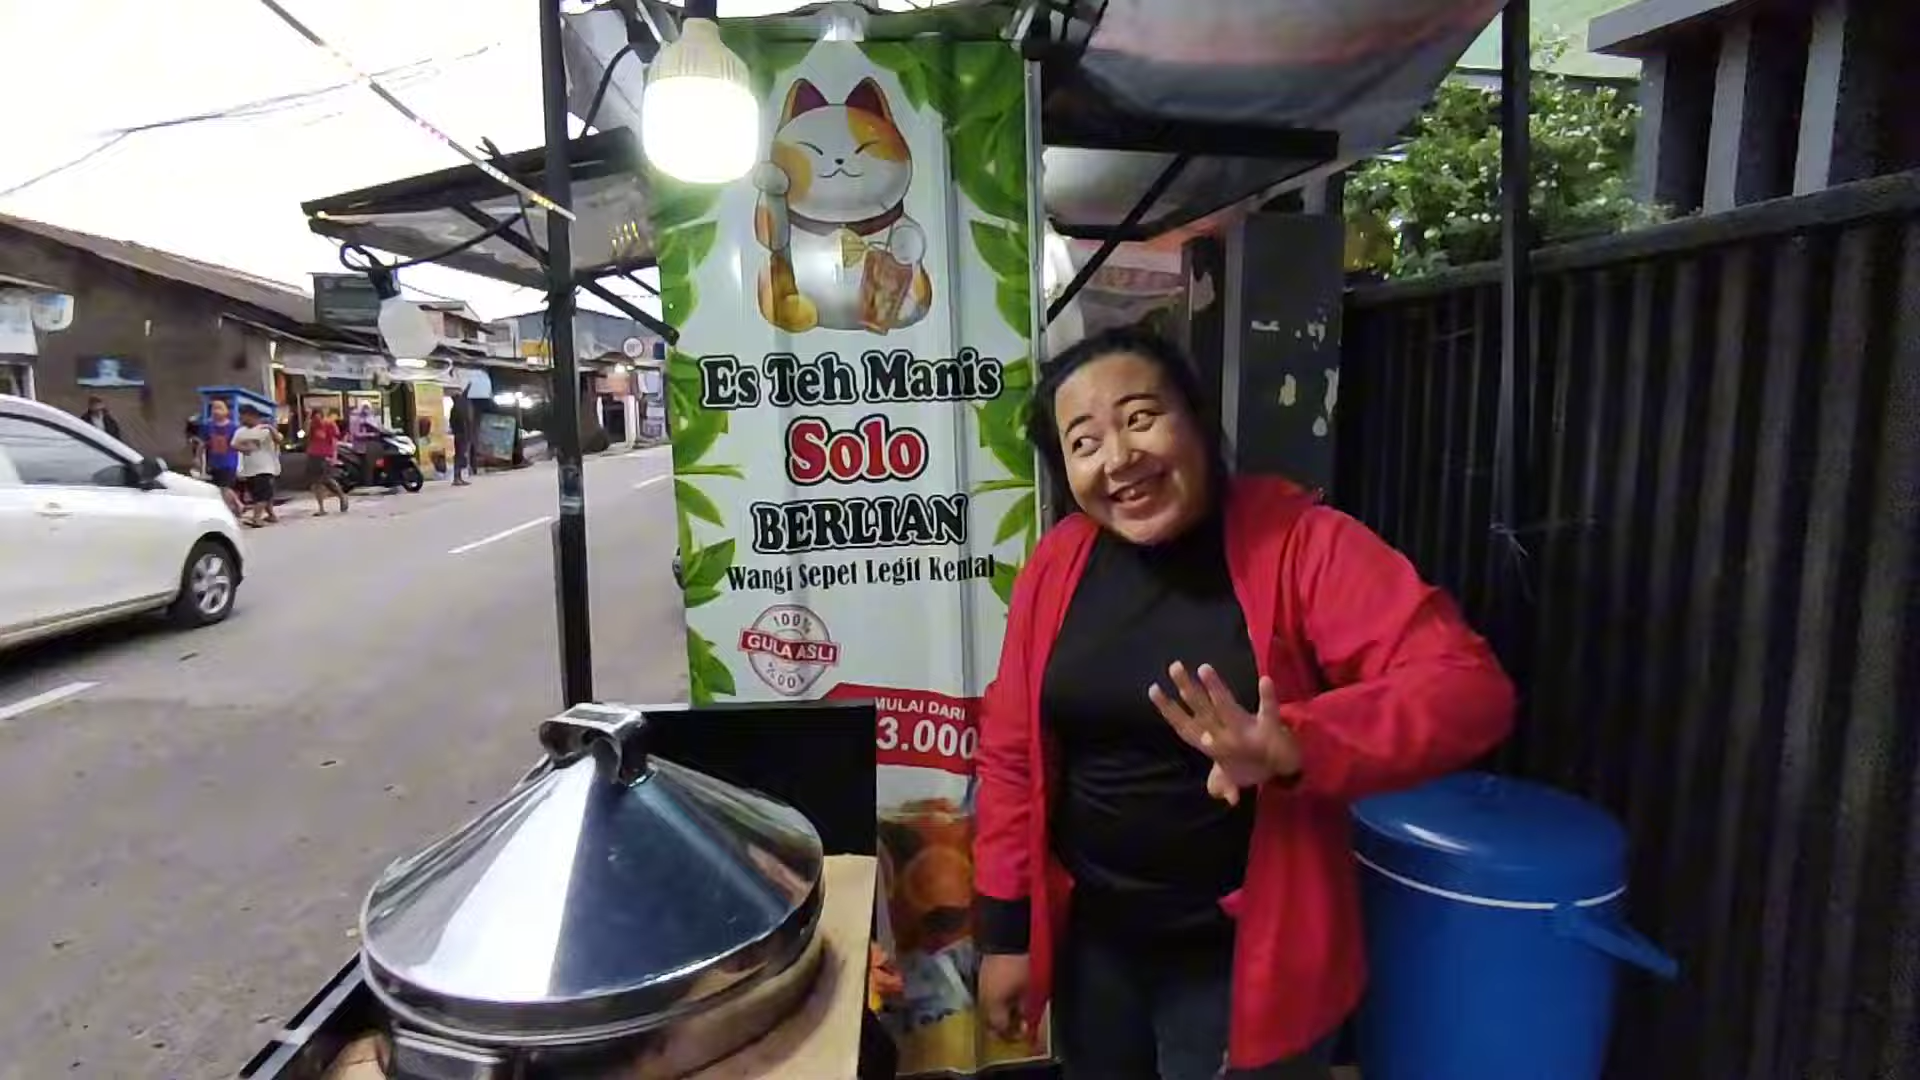 Es Teh Manis
Solo
BERLIAN
Wangi Sepet Legit Kental
100%
GULA ASLI
100%
MULAI DARI
3.000